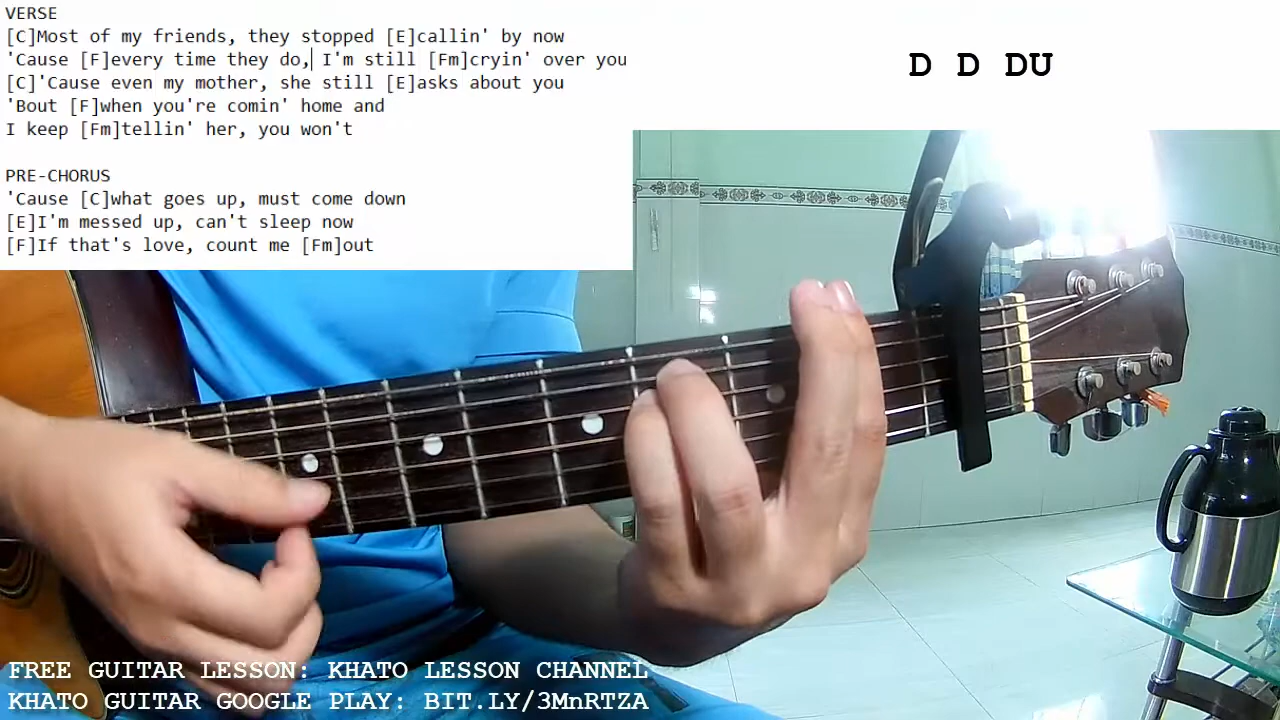 VERSE
[C]Most of my friends, they stopped [E]callin' by now
'Cause [F]every time they do, I'm still [Fm]cryin' over you
[C]'Cause even my mother, she still [E]asks about you
'Bout [F]when you're comin' home and
I keep [Fm]tellin' her, you won't
PRE-CHORUS
'Cause [C]what goes up, must come down
[E]I'm messed up, can't sleep now
[F]If that's love, count me [Fm]out
D D DU
FREE GUITAR LESSON: KHATO LESSON CHANNEL
KHATO GUITAR GOOGLE PLAY: BIT.LY/3MnRTZA